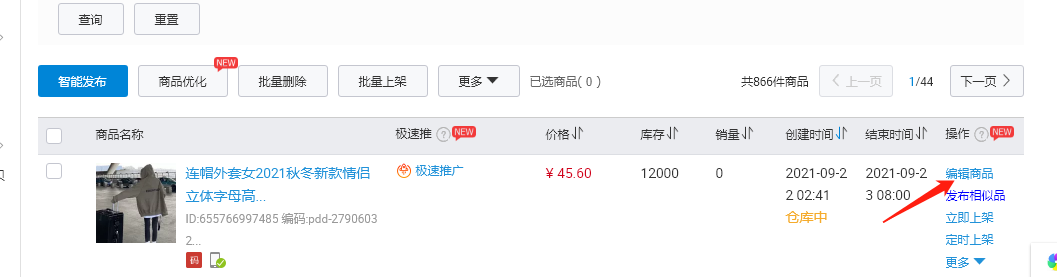 查询 重置
智能发布 商品优化 NEW 批量删除 批量上架 更多 已选商品( 0 ) 共866件商品 上一页 1/44 下一页
商品名称 极速推 ? NEW 价格 库存 销量 创建时间 结束时间 操作 ? NEW
连帽外套女2021秋冬新款情侣 极速推广 ¥ 45.60 12000 0 2021-09-2 2021-09-2 编辑商品
立体字母高... 2 02:41 3 08:00 发布相似品
ID:655766997485 编码:pdd-2790603 仓库中 立即上架
2... 定时上架
码 更多